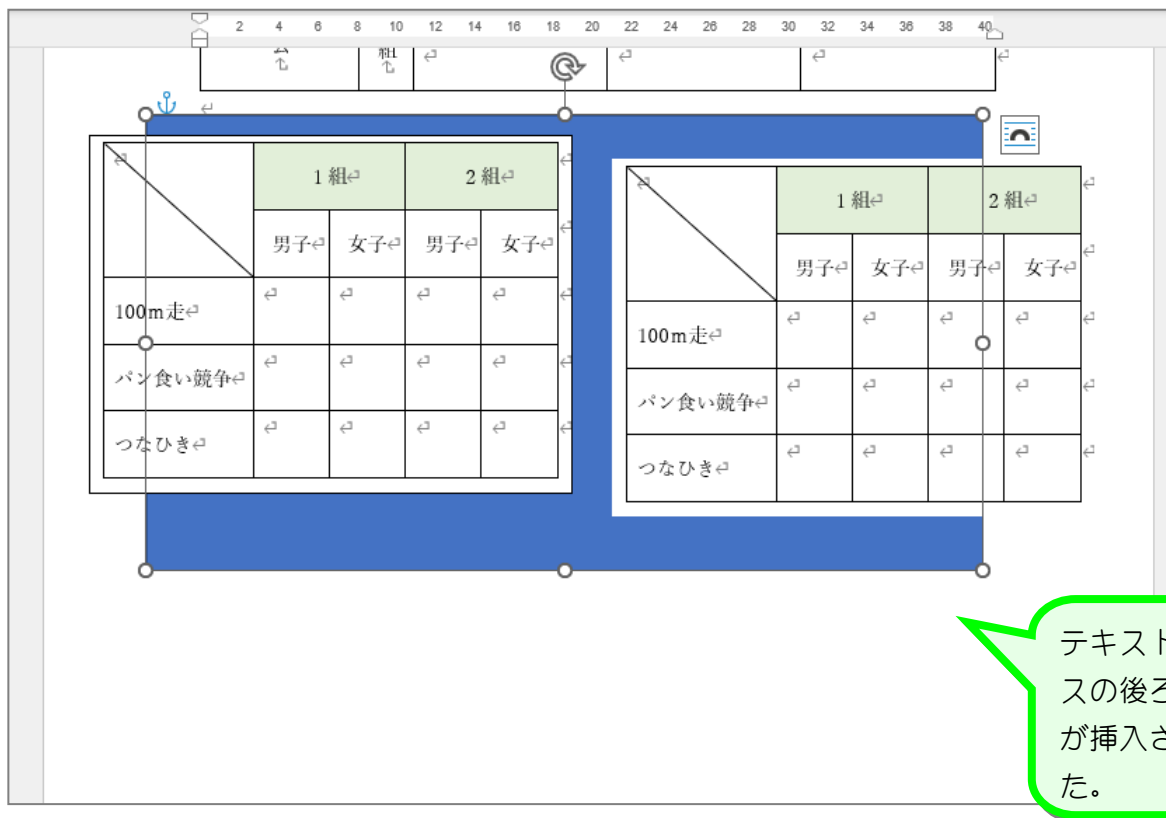 2 4 6 8 10 12 14 16 18 20 22 24 26 28 30 32 34 36 38 40
組
1 組 2 組
男子 女子 男子 女子
100m走
パン食い競争
つなひき
1 組 2 組
男子 女子 男子 女子
100m走
パン食い競争
つなひき
テキスト
スの後ろ
が挿入さ
た。